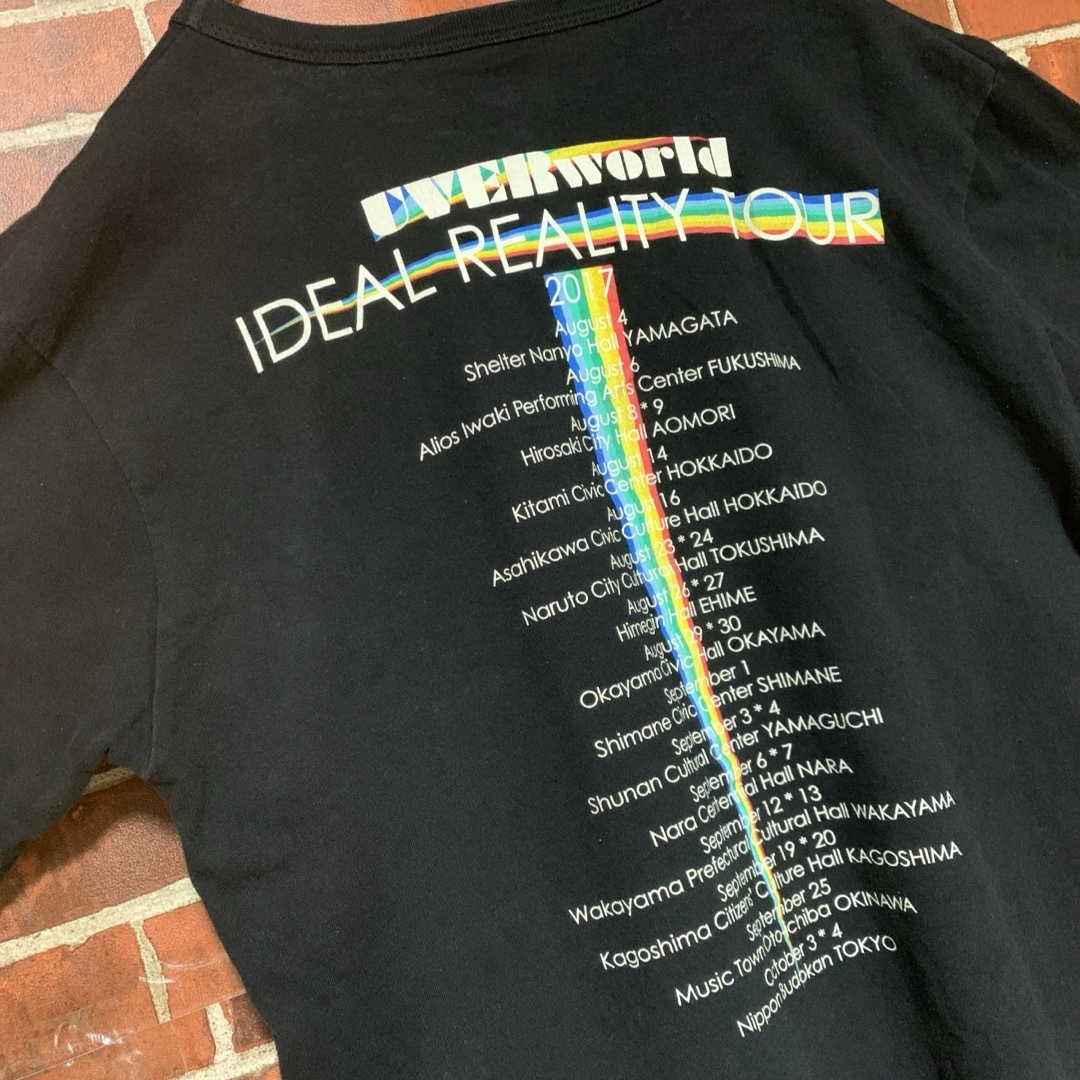 UVERworld
IDEAL REALITY TOUR
2017
August 4
Shelter Nanyo Hall YAMAGATA
August 6
Alios Iwaki Performing Arts Center FUKUSHIMA
August 8 * 9
Hirosaki City Hall AOMORI
August 14
Kitami Civic Center HOKKAIDO
August 16
Asahikawa Civic Culture Hall HOKKAIDO
August 23 * 24
Naruto City Cultural Hall TOKUSHIMA
August 26 * 27
Himegin Hall EHIME
August 29 * 30
Okayama Civic Hall OKAYAMA
September 1
Shimane Civic Center SHIMANE
September 3 * 4
Shunan Cultural Center YAMAGUCHI
September 6 * 7
Nara Centennial Hall NARA
September 12 * 13
Wakayama Prefectural Cultural Hall WAKAYAMA
September 19 * 20
Kagoshima Citizens' Culture Hall KAGOSHIMA
September 25
Music Town Oto-ichiba OKINAWA
October 3 * 4
Nippon Budokan TOKYO